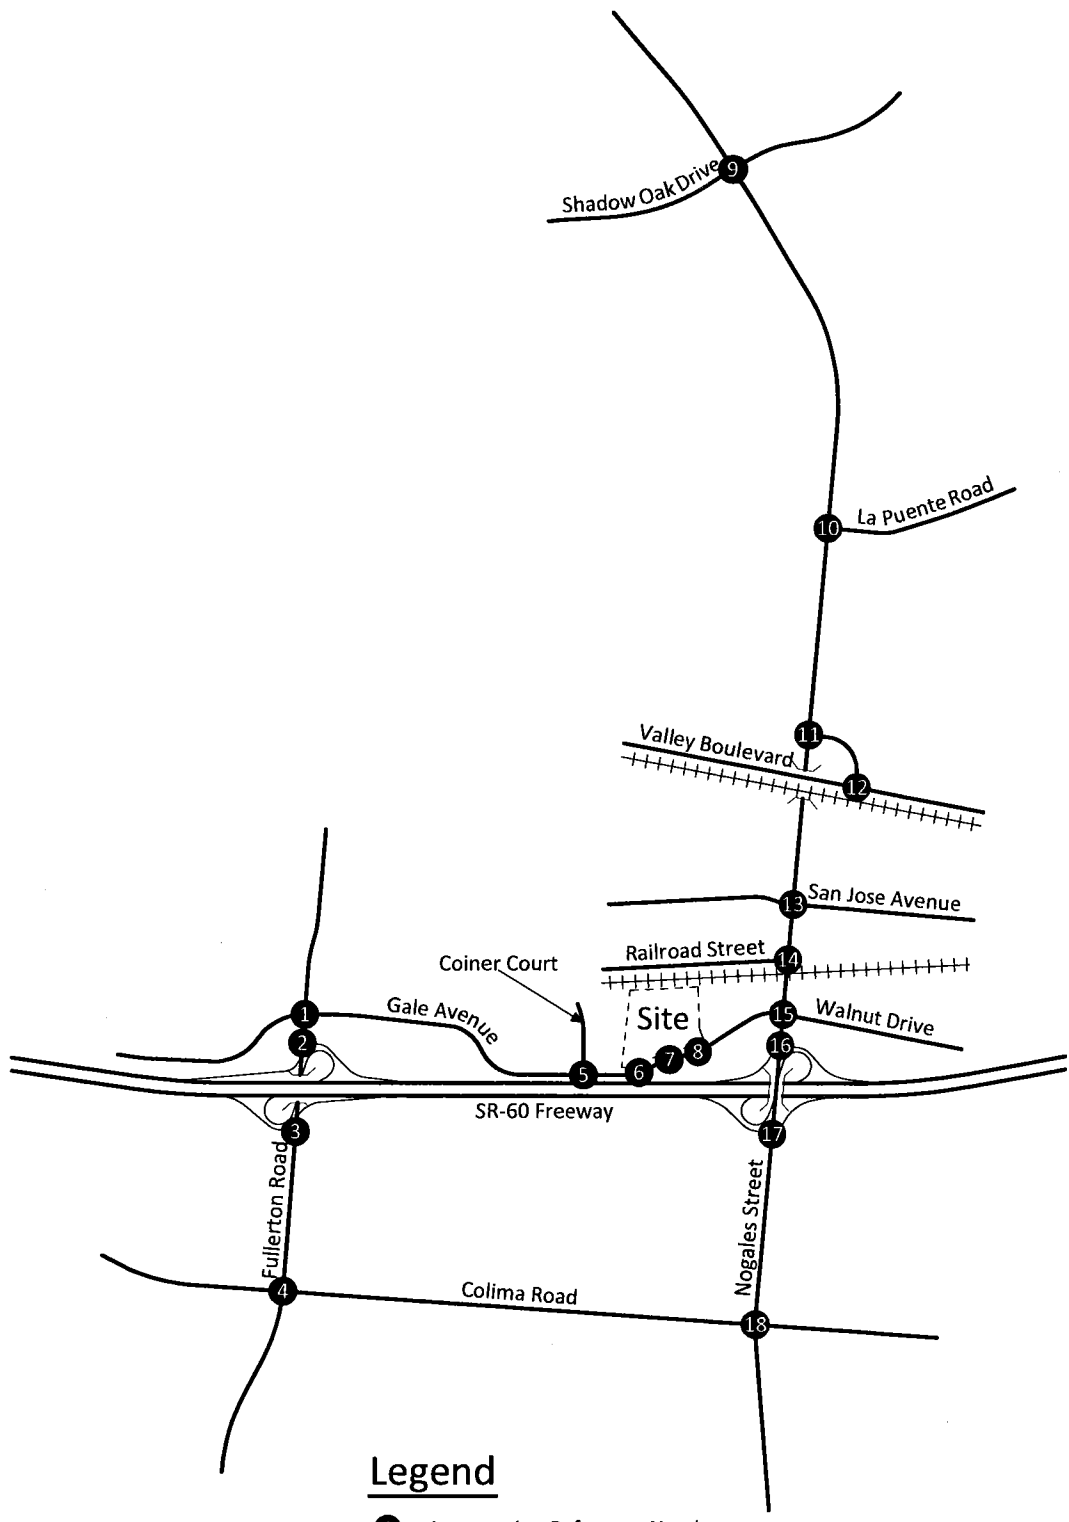 9
Shadow Oak Drive
La Puente Road
10
11
Valley Boulevard
12
13
San Jose Avenue
Railroad Street
14
Coiner Court
Gale Avenue
Site
1
15
Walnut Drive
2
16
8
7
6
5
SR-60 Freeway
3
17
Fullerton Road
Nogales Street
4
Colima Road
18
Legend